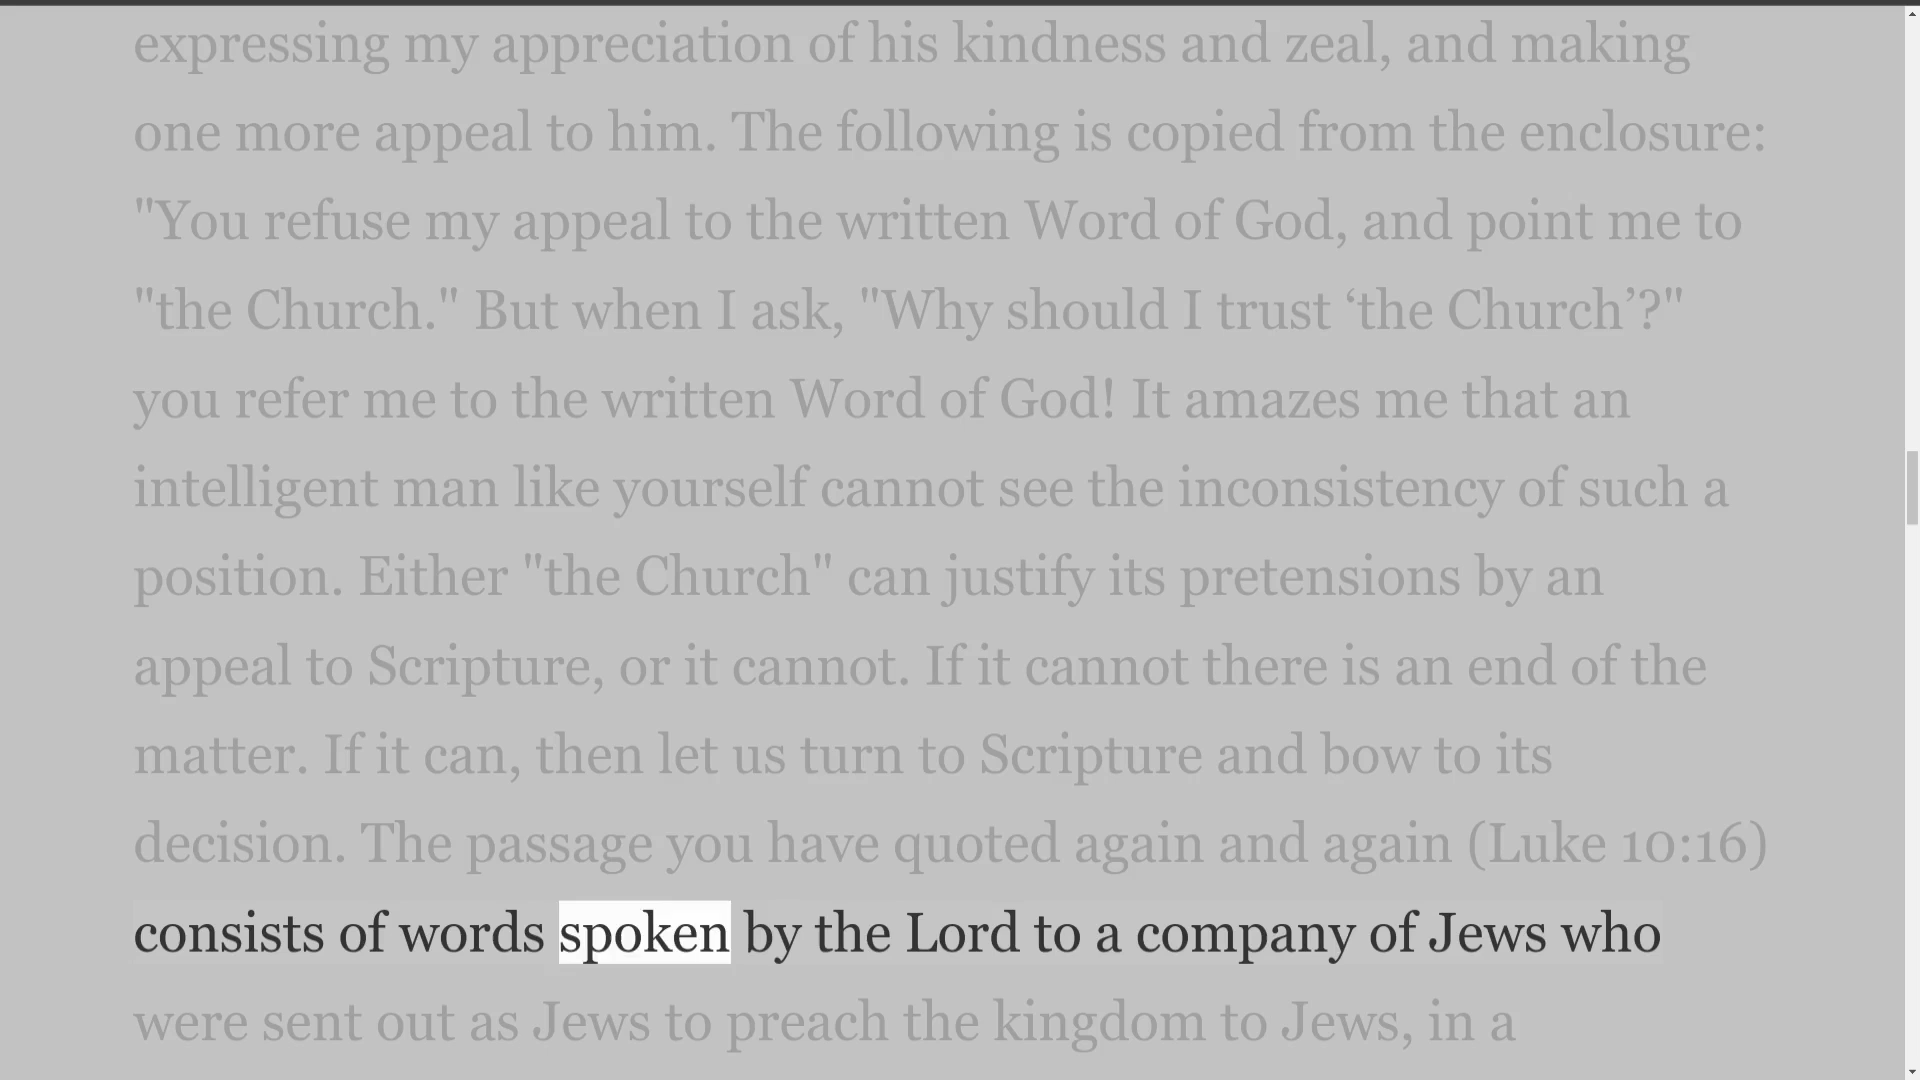 expressing my appreciation of his kindness and zeal, and making
one more appeal to him. The following is copied from the enclosure:
"You refuse my appeal to the written Word of God, and point me to
"the Church." But when I ask, "Why should I trust ‘the Church’?"
you refer me to the written Word of God! It amazes me that an
intelligent man like yourself cannot see the inconsistency of such a
position. Either "the Church" can justify its pretensions by an
appeal to Scripture, or it cannot. If it cannot there is an end of the
matter. If it can, then let us turn to Scripture and bow to its
decision. The passage you have quoted again and again (Luke 10:16)
consists of words spoken by the Lord to a company of Jews who
were sent out as Jews to preach the kingdom to Jews, in a